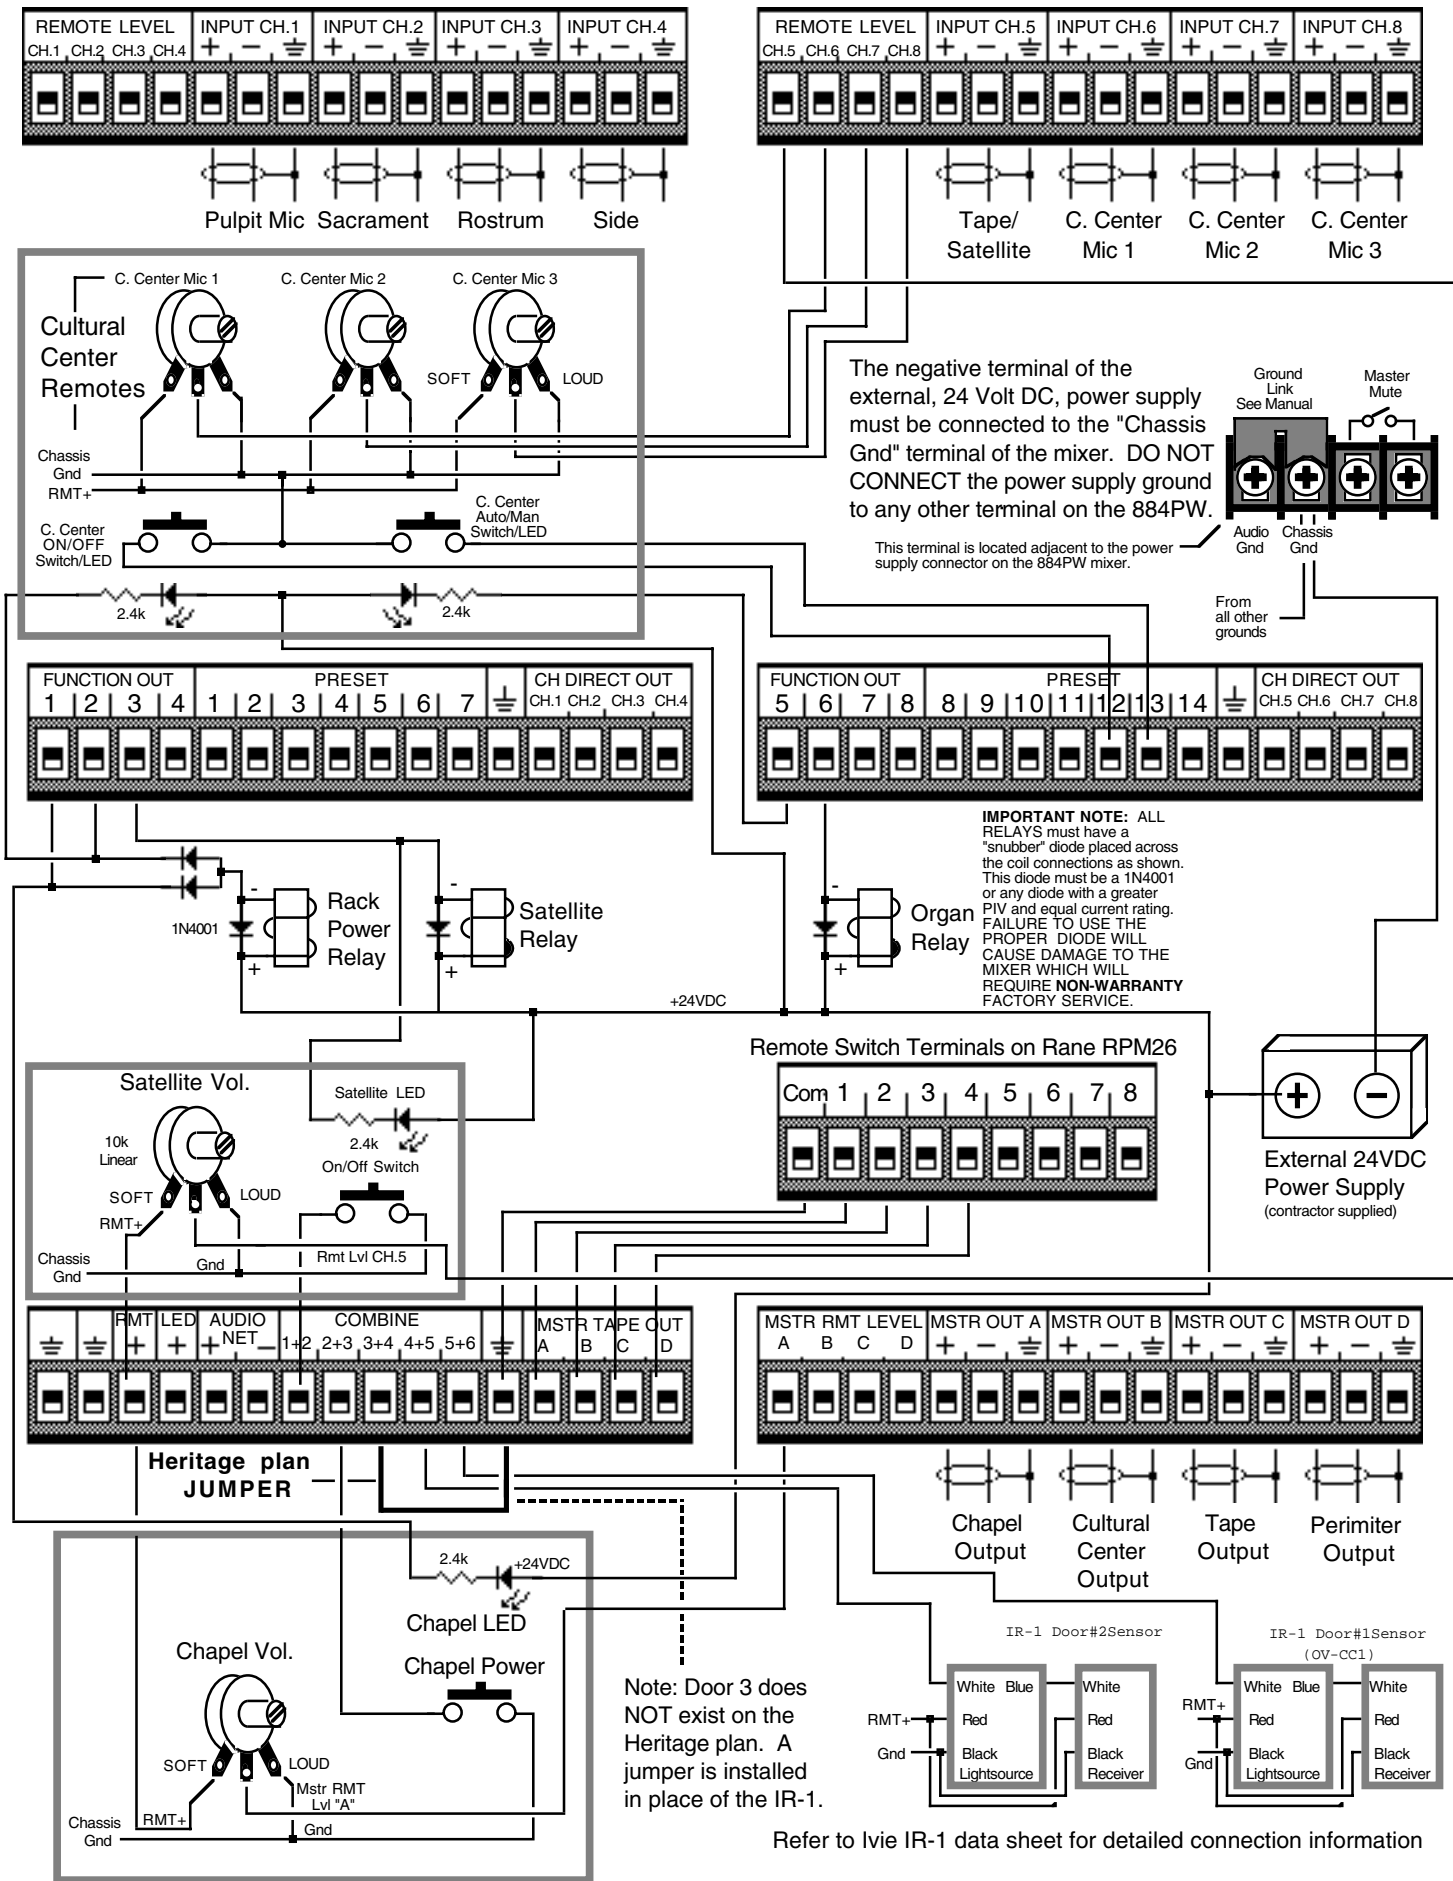 REMOTE LEVEL INPUT CH.1 INPUT CH.2 INPUT CH.3 INPUT CH.4
CH.1 CH.2 CH.3 CH.4 + − + − + − + −
REMOTE LEVEL INPUT CH.5 INPUT CH.6 INPUT CH.7 INPUT CH.8
CH.5 CH.6 CH.7 CH.8 + − + − + − + −
Pulpit Mic Sacrament Rostrum Side
Tape/
Satellite
C. Center
Mic 1
C. Center
Mic 2
C. Center
Mic 3
C. Center Mic 1 C. Center Mic 2 C. Center Mic 3
Cultural
Center
Remotes
SOFT LOUD
Chassis
Gnd
RMT+
C. Center
ON/OFF
Switch/LED
C. Center
Auto/Man
Switch/LED
2.4k 2.4k
The negative terminal of the
external, 24 Volt DC, power supply
must be connected to the "Chassis
Gnd" terminal of the mixer. DO NOT
CONNECT the power supply ground
to any other terminal on the 884PW.
This terminal is located adjacent to the power
supply connector on the 884PW mixer.
Ground
Link
See Manual
Master
Mute
Audio
Gnd
Chassis
Gnd
From
all other
grounds
FUNCTION OUT PRESET CH DIRECT OUT
1 2 3 4 1 2 3 4 5 6 7 CH.1 CH.2 CH.3 CH.4
FUNCTION OUT PRESET CH DIRECT OUT
5 6 7 8 8 9 10 11 12 13 14 CH.5 CH.6 CH.7 CH.8
1N4001
-
+
Rack
Power
Relay
-
+
Satellite
Relay
-
+
Organ
Relay
IMPORTANT NOTE: ALL
RELAYS must have a
"snubber" diode placed across
the coil connections as shown.
This diode must be a 1N4001
or any diode with a greater
PIV and equal current rating.
FAILURE TO USE THE
PROPER DIODE WILL
CAUSE DAMAGE TO THE
MIXER WHICH WILL
REQUIRE NON-WARRANTY
FACTORY SERVICE.
+24VDC
Remote Switch Terminals on Rane RPM26
Com 1 2 3 4 5 6 7 8
+ −
External 24VDC
Power Supply
(contractor supplied)
Satellite Vol.
10k
Linear
SOFT LOUD
RMT+
Chassis
Gnd
Gnd
Satellite LED
2.4k
On/Off Switch
Rmt Lvl CH.5
RMT LED AUDIO COMBINE MSTR TAPE OUT
+ + + NET − 1+2 2+3 3+4 4+5 5+6 A B C D
MSTR RMT LEVEL MSTR OUT A MSTR OUT B MSTR OUT C MSTR OUT D
A B C D + − + − + − + −
Heritage plan
JUMPER
Chapel
Output
Cultural
Center
Output
Tape
Output
Perimiter
Output
2.4k
+24VDC
Chapel LED
Chapel Vol.
Chapel Power
SOFT LOUD
Mstr RMT
Lvl "A"
RMT+
Chassis
Gnd
Gnd
Note: Door 3 does
NOT exist on the
Heritage plan. A
jumper is installed
in place of the IR-1.
IR-1 Door#2Sensor
White Blue White
RMT+ Red Red
Gnd Black Black
Lightsource Receiver
IR-1 Door#1Sensor
(OV-CC1)
White Blue White
RMT+ Red Red
Gnd Black Black
Lightsource Receiver
Refer to Ivie IR-1 data sheet for detailed connection information